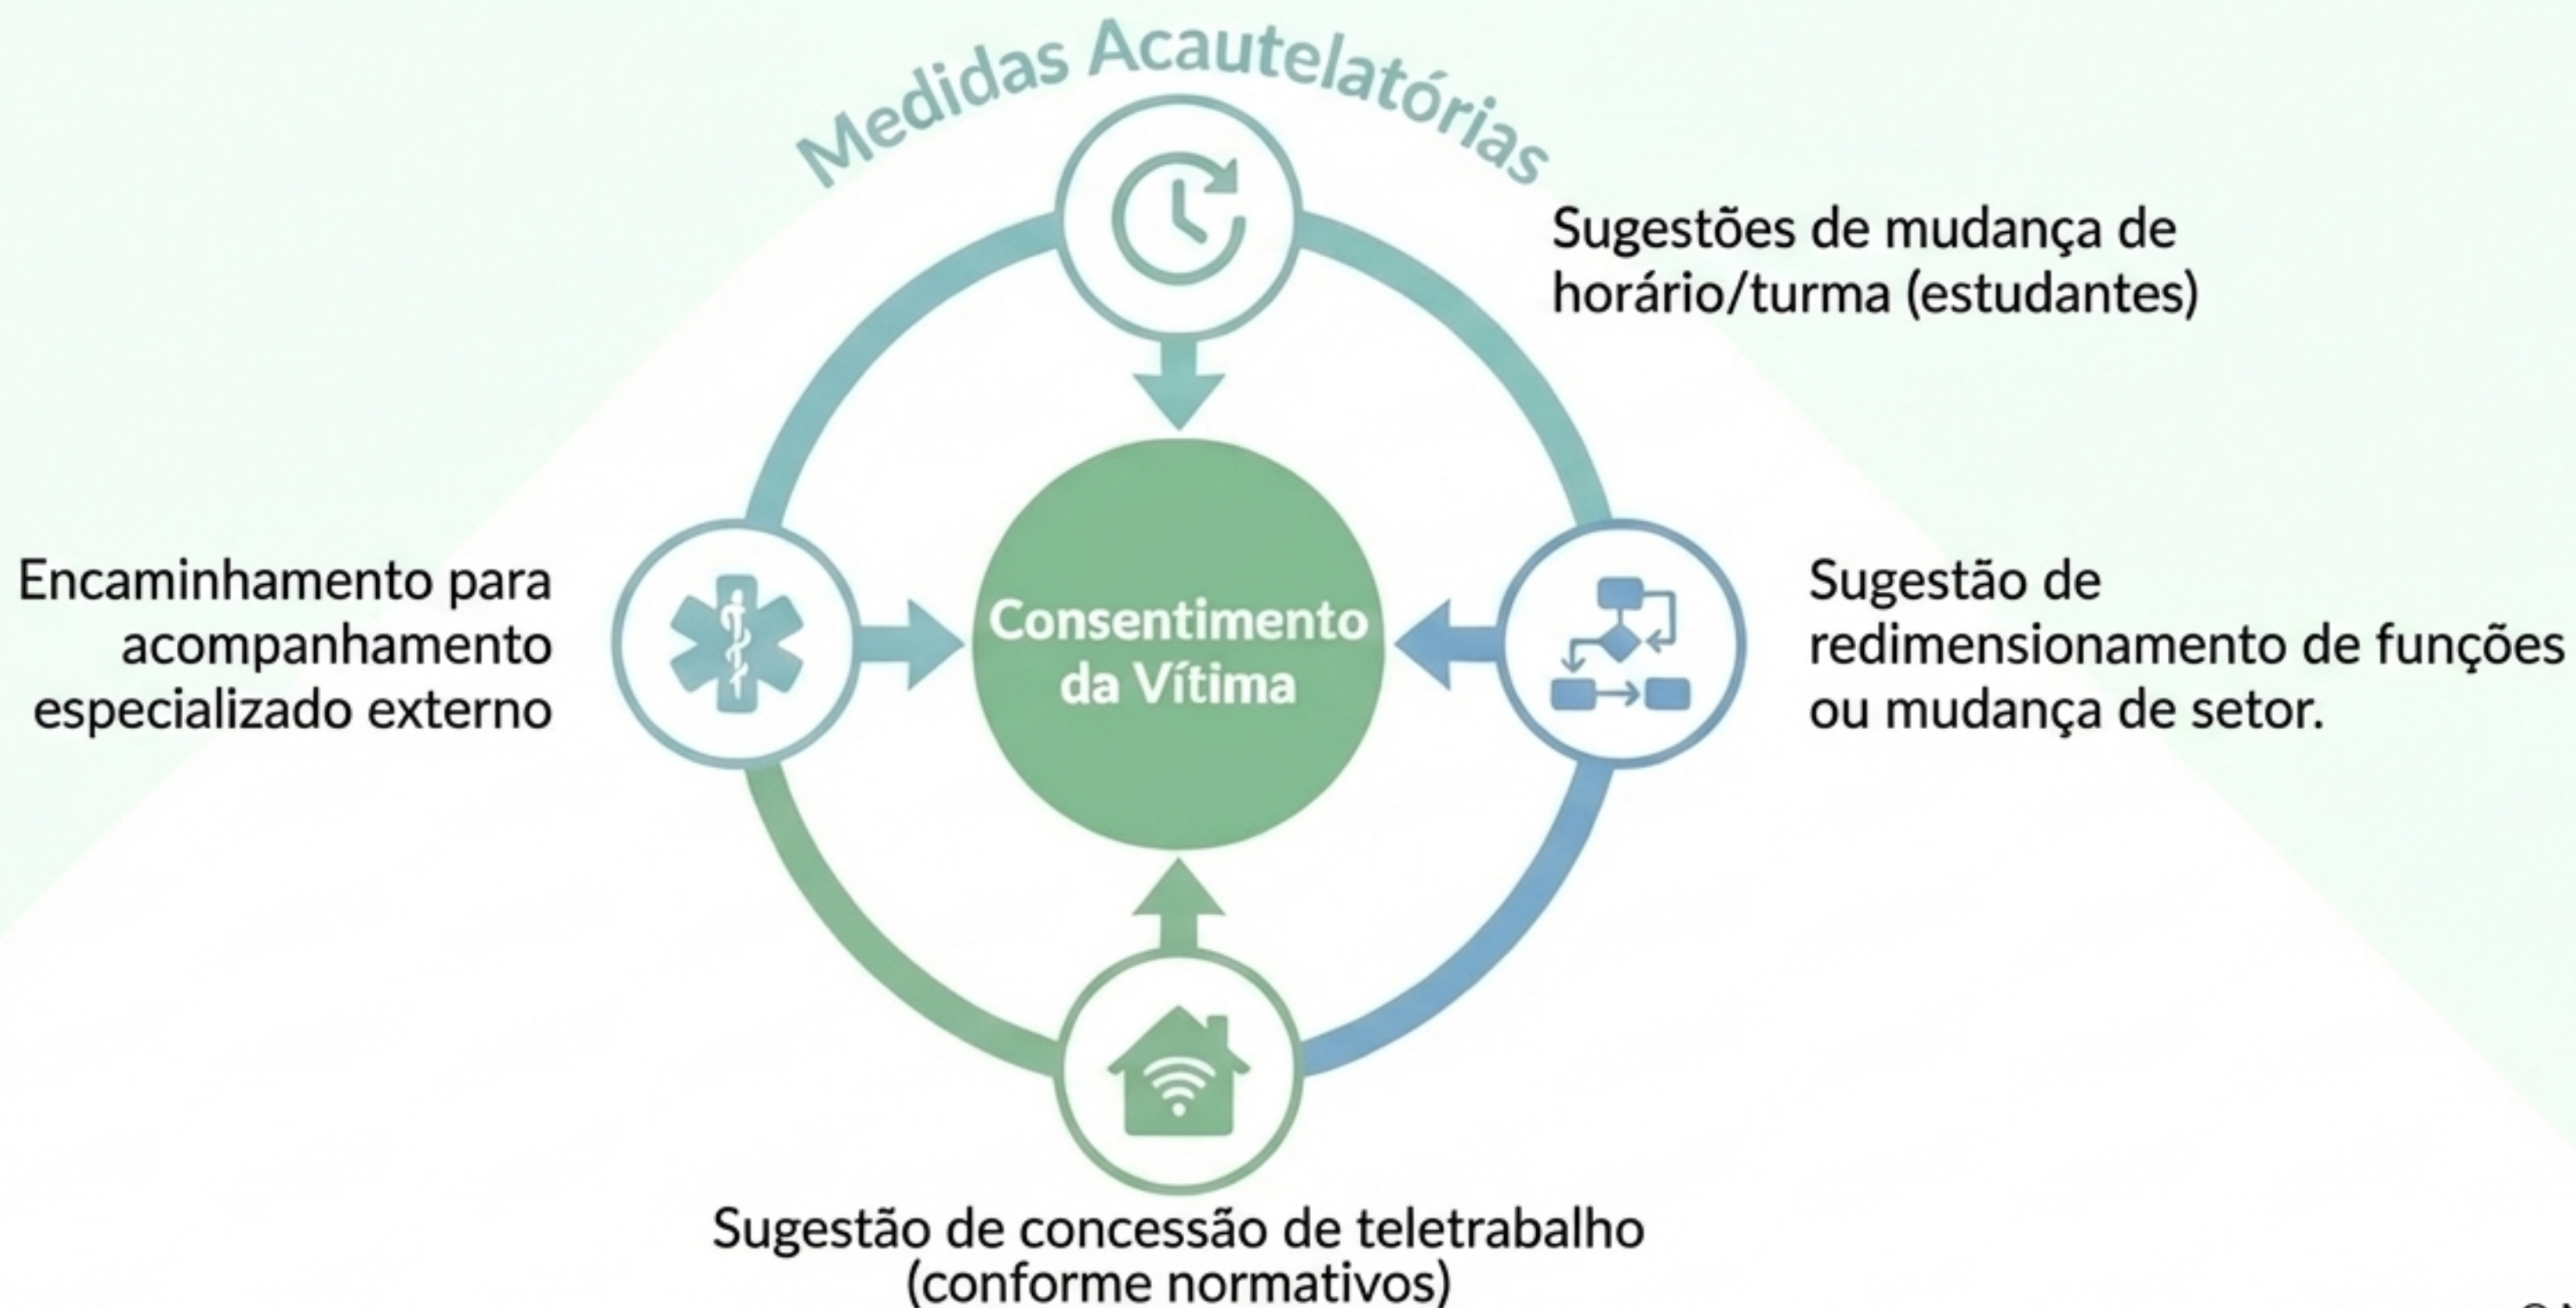 Medidas Acautelatórias
Sugestões de mudança de
horário/turma (estudantes)
Encaminhamento para
acompanhamento
especializado externo
Consentimento
da Vítima
Sugestão de
redimensionamento de funções
ou mudança de setor.
Sugestão de concessão de teletrabalho
(conforme normativos)